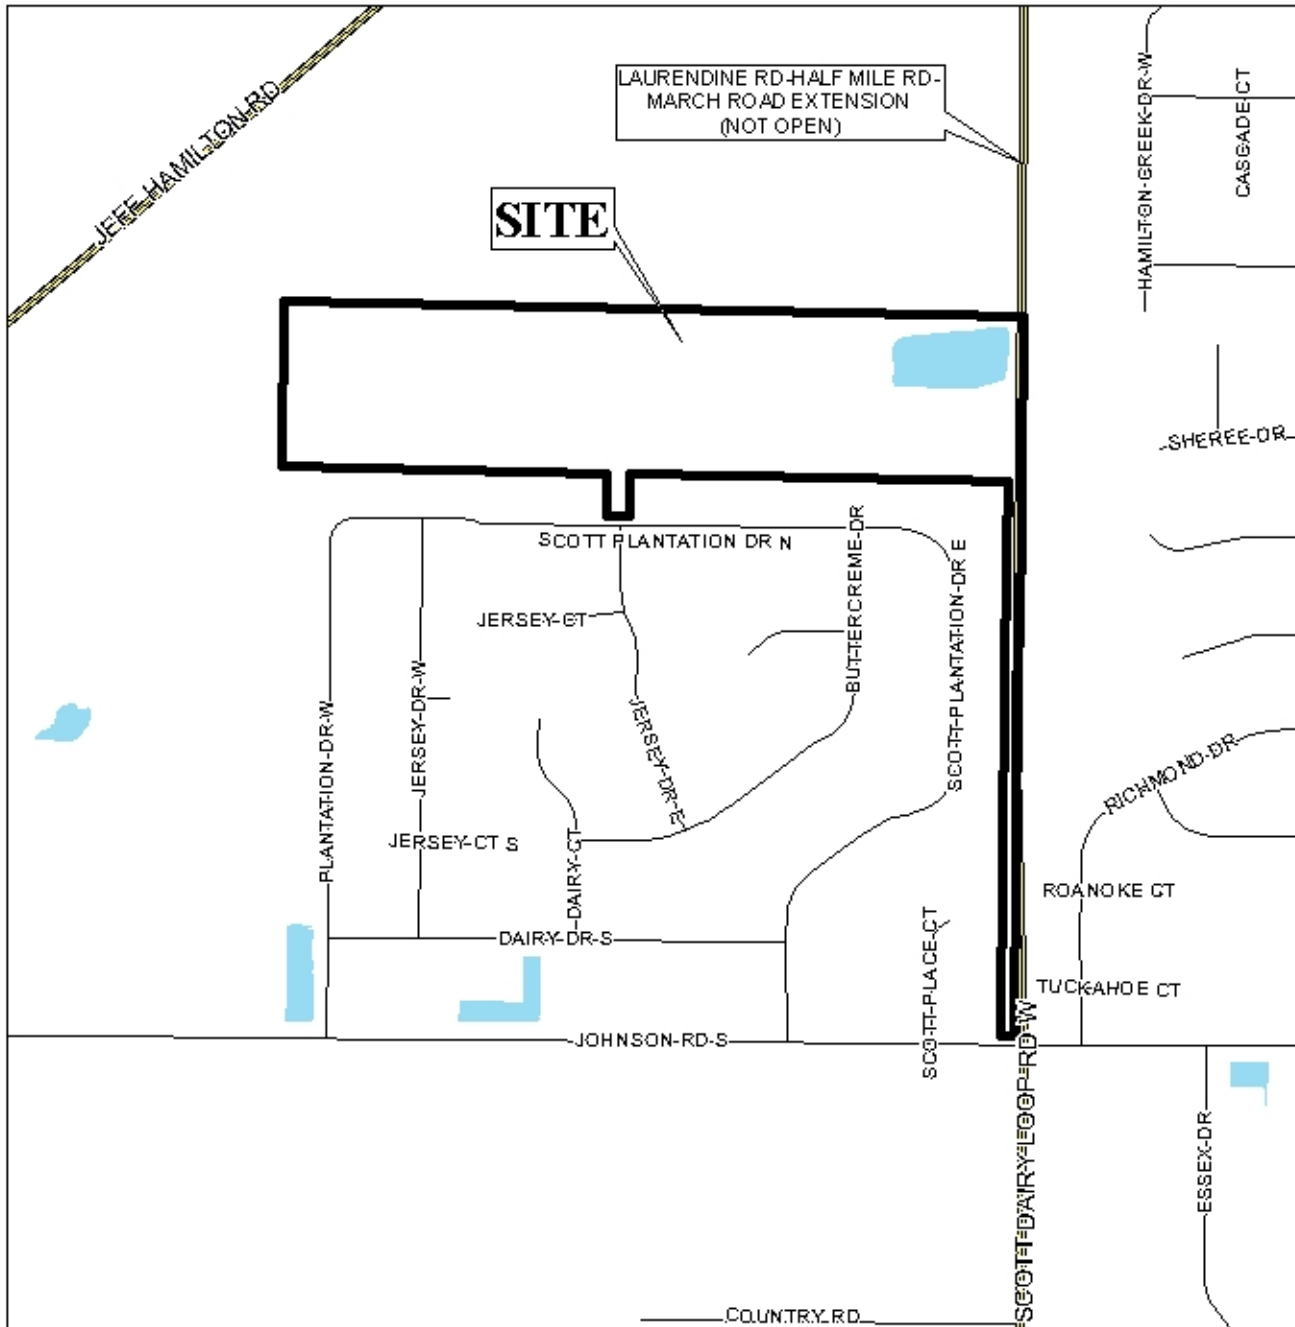 LAURENDINE RD-HALF MILE RD-
MARCH ROAD EXTENSION
(NOT OPEN)
JEFF HAMILTON-RD
HAMILTON-CREEK-DR-W
CASCADE-CT
SITE
SHEREE-DR
SCOTT PLANTATION DR N
BUTTERCREME-DR
SCOTT-PLANTATION-DR E
JERSEY-CT
JERSEY-DR-W
JERSEY-DR-E
PLANTATION-DR-W
RICHMOND-DR
JERSEY-CT S
DAIRY-CT
ROANOKE CT
DAIRY-DR-S
SCOTT-PLACE-CT
TUCKAHOE CT
JOHNSON-RD-S
SCOTT-DAIRY-LOOP-RD-W
ESSEX-DR
COUNTRY RD